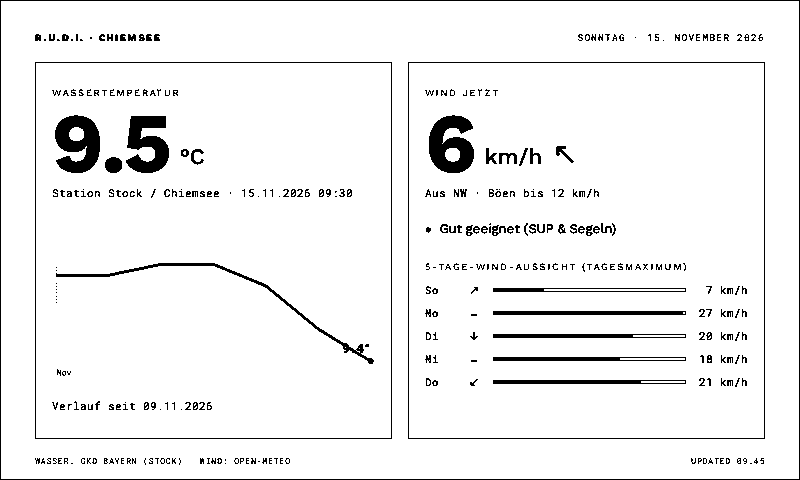 R.U.D.I. · CHIEMSEE
SONNTAG · 15. NOVEMBER 2026
WASSERTEMPERATUR
9.5 °C
Station Stock / Chiemsee · 15.11.2026 09:30
9.4°
Nov
Verlauf seit 09.11.2026
WIND JETZT
6 km/h ↖
Aus NW · Böen bis 12 km/h
• Gut geeignet (SUP & Segeln)
5-TAGE-WIND-AUSSICHT (TAGESMAXIMUM)
So ↗ 7 km/h
Mo – 27 km/h
Di ↓ 20 km/h
Mi – 18 km/h
Do ↙ 21 km/h
WASSER: GKD BAYERN (STOCK) WIND: OPEN-METEO
UPDATED 09:45